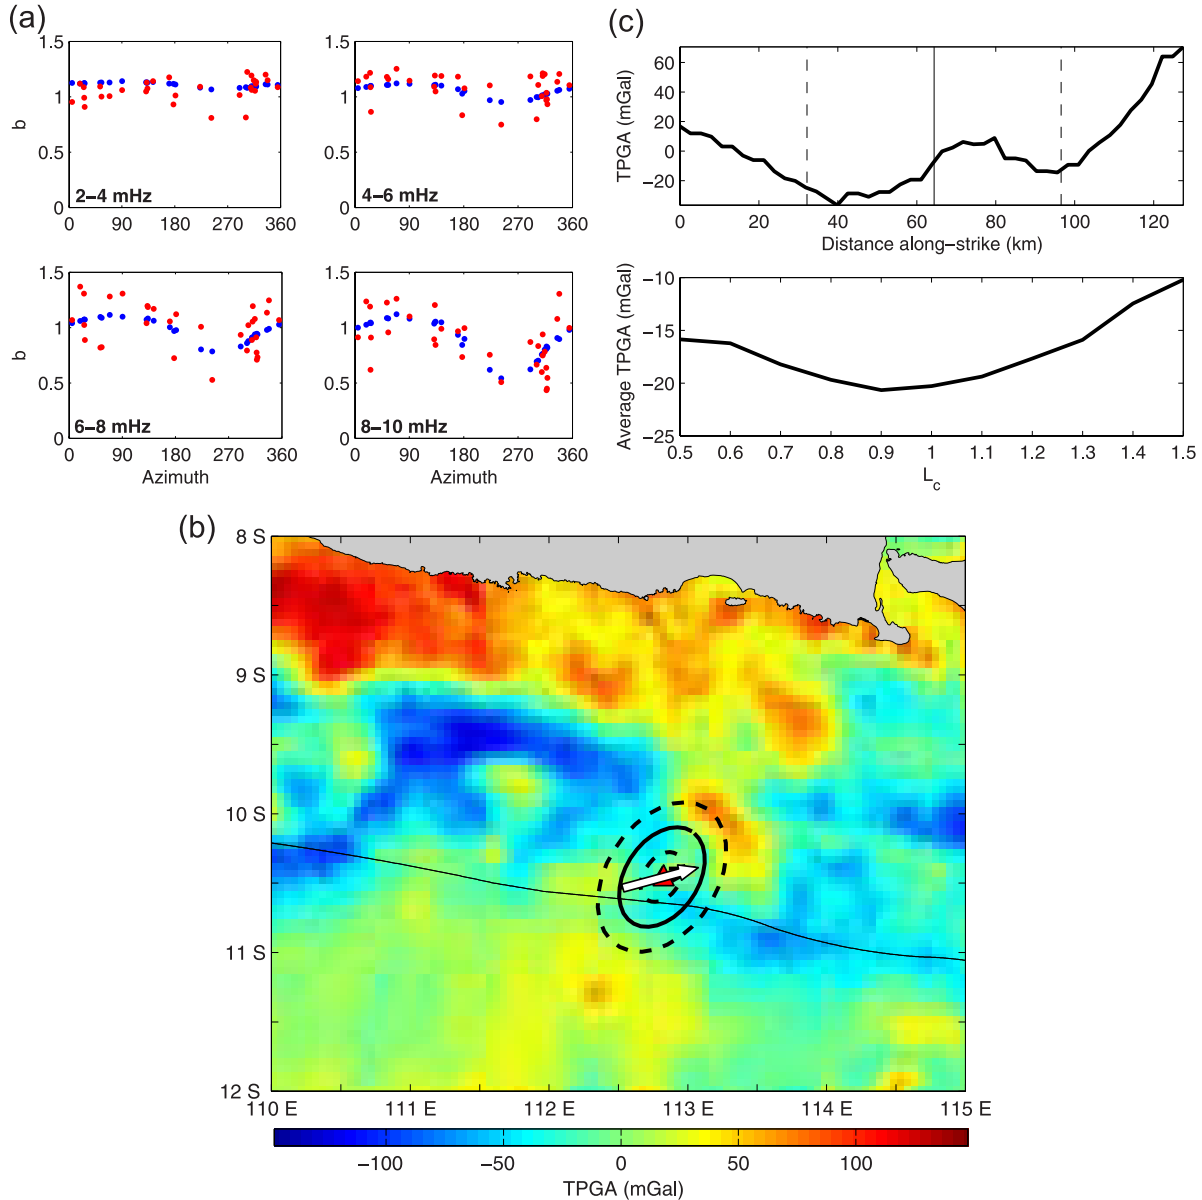 (a)
1.5
1
0.5
0
b
2−4 mHz
0 90 180 270 360
1.5
1
0.5
0
4−6 mHz
0 90 180 270 360
1.5
1
0.5
0
b
6−8 mHz
0 90 180 270 360
Azimuth
1.5
1
0.5
0
8−10 mHz
0 90 180 270 360
Azimuth
(c)
60
40
20
0
−20
TPGA (mGal)
0 20 40 60 80 100 120
Distance along−strike (km)
−10
−15
−20
−25
Average TPGA (mGal)
0.5 0.6 0.7 0.8 0.9 1 1.1 1.2 1.3 1.4 1.5
Lc
(b)
8 S
9 S
10 S
11 S
12 S
110 E 111 E 112 E 113 E 114 E 115 E
−100 −50 0 50 100
TPGA (mGal)